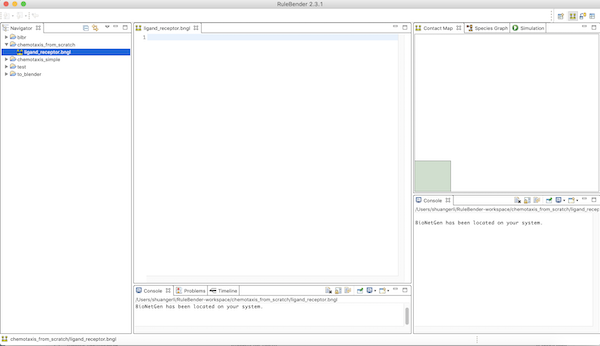 RuleBender 2.3.1
Navigator
bibi
chemotaxis_from_scratch
ligand_receptor.bngl
chemotaxis_simple
test
to_blender
ligand_receptor.bngl
1
Contact Map Species Graph Simulation
Console
/Users/shuangerl/RuleBender-workspace/chemotaxis_from_scratch/ligand_recepto
BioNetGen has been located on your system.
Console Problems Timeline
/Users/shuangerl/RuleBender-workspace/chemotaxis_from_scratch/ligand_receptor.bngl
BioNetGen has been located on your system.
chemotaxis_from_scratch/ligand_receptor.bngl